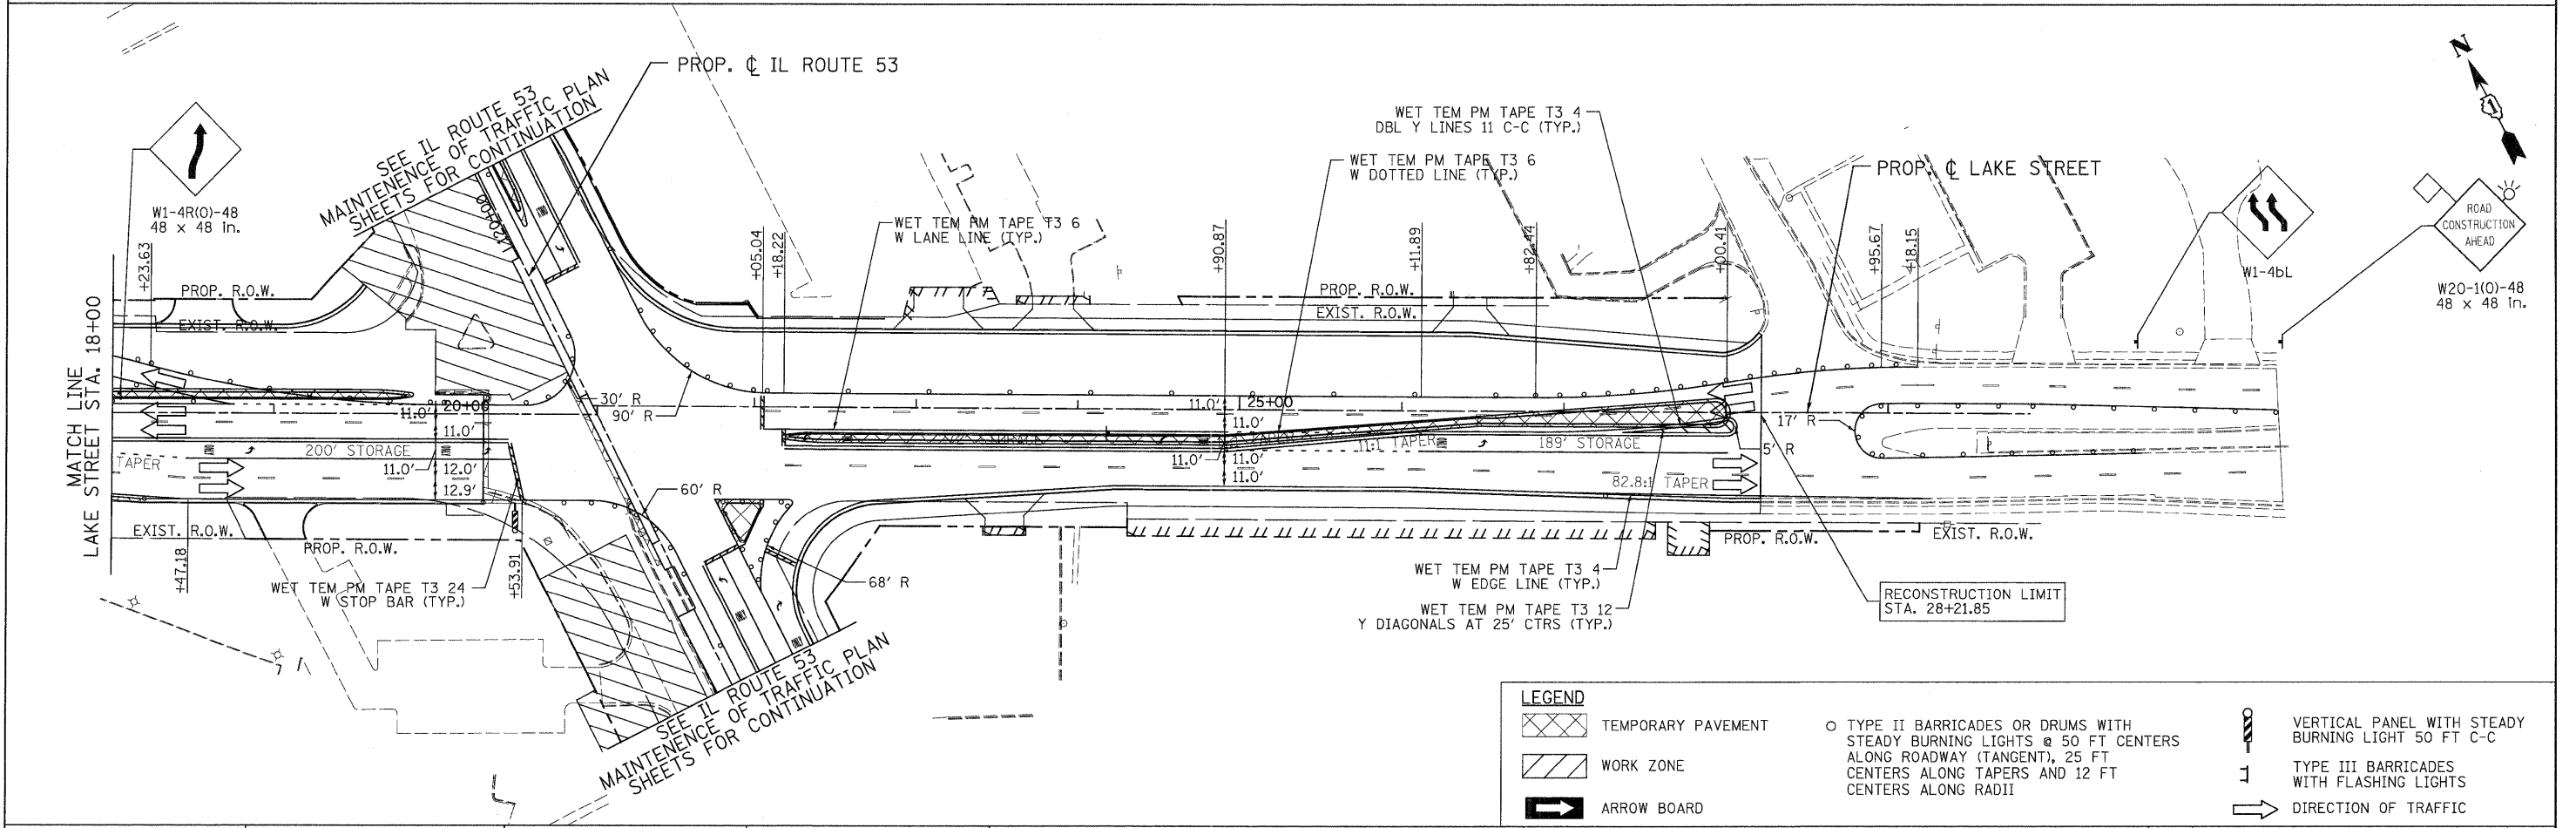 PROP. ℄ IL ROUTE 53
SEE IL ROUTE 53
MAINTENENCE OF TRAFFIC PLAN
SHEETS FOR CONTINUATION
W1-4R(O)-48
48 x 48 in.
+23.63
120+00
WET TEM PM TAPE T3 6
W LANE LINE (TYP.)
+05.04
+18.22
WET TEM PM TAPE T3 4
DBL Y LINES 11 C-C (TYP.)
WET TEM PM TAPE T3 6
W DOTTED LINE (TYP.)
+90.87
+11.89
+82.44
+00.41
+95.67
+18.15
PROP. ℄ LAKE STREET
N
1
W1-4bL
ROAD
CONSTRUCTION
AHEAD
W20-1(O)-48
48 x 48 in.
PROP. R.O.W.
EXIST. R.O.W.
PROP. R.O.W.
EXIST. R.O.W.
MATCH LINE
LAKE STREET STA. 18+00
30' R
90' R
11.0'
20+00
11.0'
11.0'
25+00
11.0'
17' R
200' STORAGE
11.0'
12.0'
12.9'
TAPER
11.0'
11.0'
11.0'
11:1 TAPER
189' STORAGE
5' R
82.8:1 TAPER
60' R
68' R
EXIST. R.O.W.
PROP. R.O.W.
+47.18
+53.91
WET TEM PM TAPE T3 24
W STOP BAR (TYP.)
ONLY
ONLY
PROP. R.O.W.
EXIST. R.O.W.
WET TEM PM TAPE T3 4
W EDGE LINE (TYP.)
WET TEM PM TAPE T3 12
Y DIAGONALS AT 25' CTRS (TYP.)
RECONSTRUCTION LIMIT
STA. 28+21.85
SEE IL ROUTE 53
MAINTENENCE OF TRAFFIC PLAN
SHEETS FOR CONTINUATION
LEGEND
TEMPORARY PAVEMENT
WORK ZONE
ARROW BOARD
TYPE II BARRICADES OR DRUMS WITH
STEADY BURNING LIGHTS @ 50 FT CENTERS
ALONG ROADWAY (TANGENT), 25 FT
CENTERS ALONG TAPERS AND 12 FT
CENTERS ALONG RADII
VERTICAL PANEL WITH STEADY
BURNING LIGHT 50 FT C-C
TYPE III BARRICADES
WITH FLASHING LIGHTS
DIRECTION OF TRAFFIC